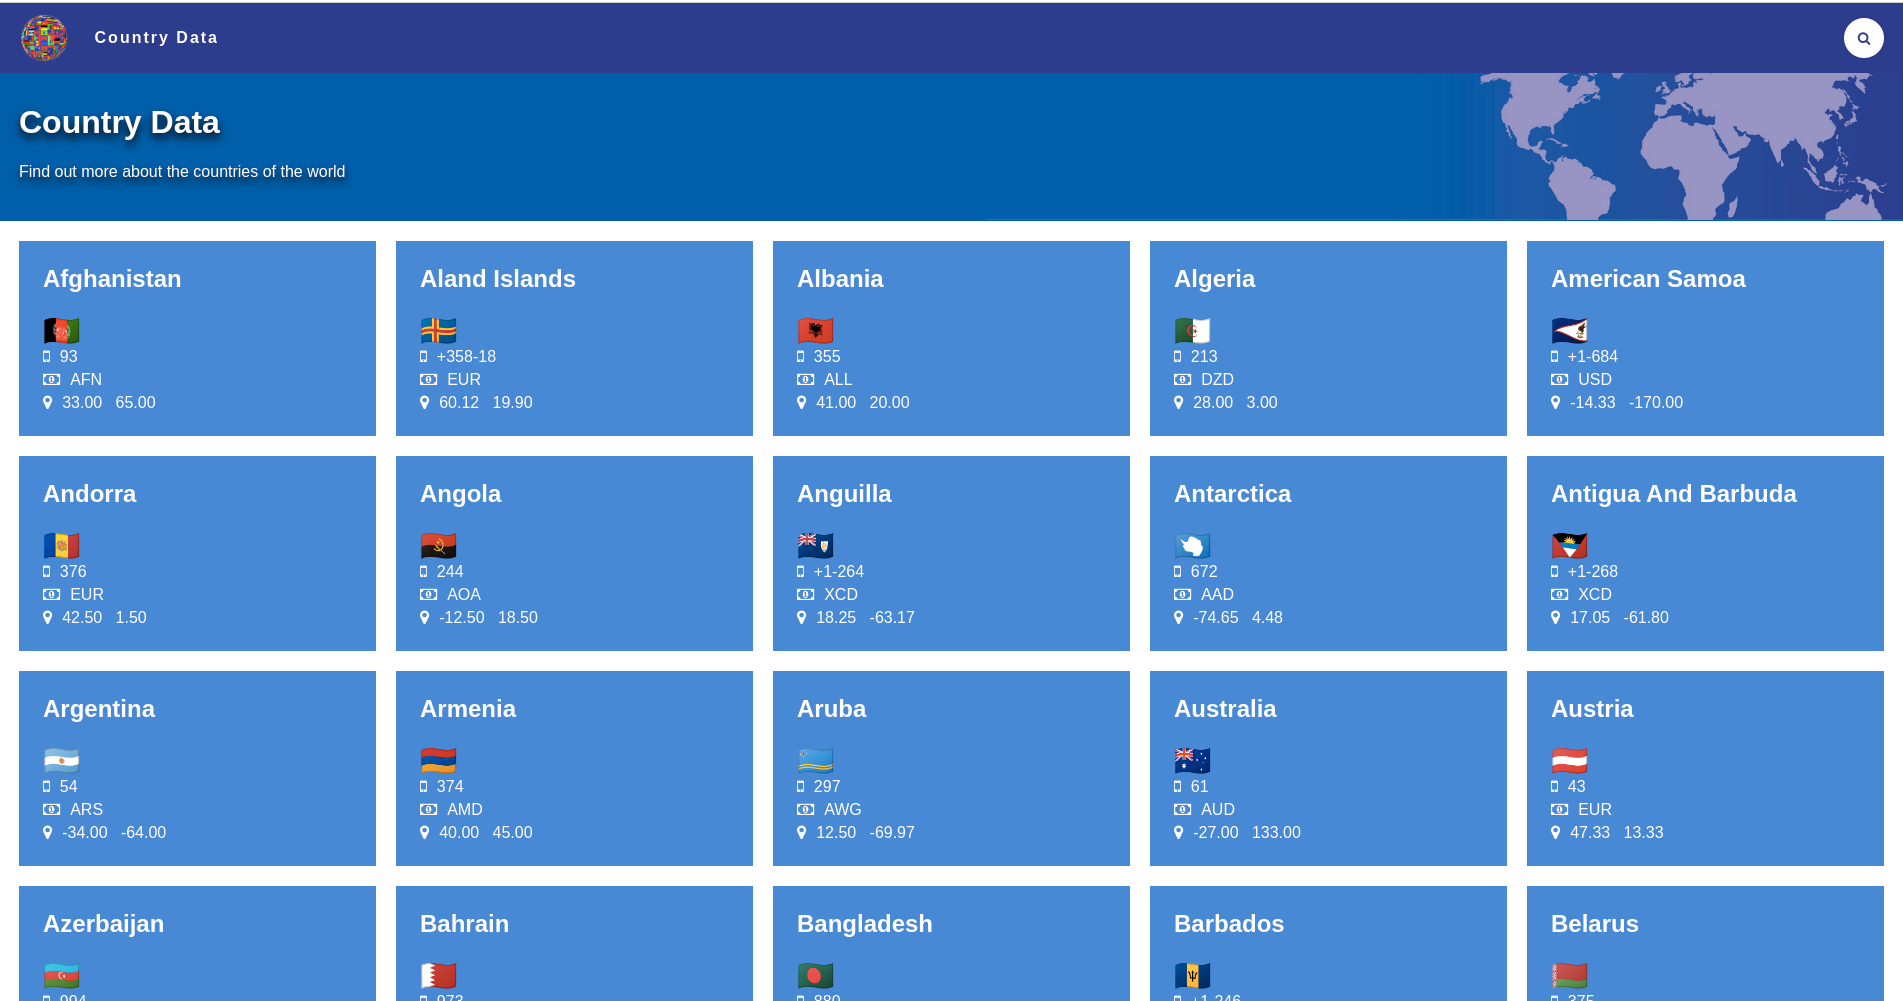 Country Data
Country Data
Find out more about the countries of the world
Afghanistan
93
AFN
33.00 65.00
Aland Islands
+358-18
EUR
60.12 19.90
Albania
355
ALL
41.00 20.00
Algeria
213
DZD
28.00 3.00
American Samoa
+1-684
USD
-14.33 -170.00
Andorra
376
EUR
42.50 1.50
Angola
244
AOA
-12.50 18.50
Anguilla
+1-264
XCD
18.25 -63.17
Antarctica
672
AAD
-74.65 4.48
Antigua And Barbuda
+1-268
XCD
17.05 -61.80
Argentina
54
ARS
-34.00 -64.00
Armenia
374
AMD
40.00 45.00
Aruba
297
AWG
12.50 -69.97
Australia
61
AUD
-27.00 133.00
Austria
43
EUR
47.33 13.33
Azerbaijan
994
Bahrain
973
Bangladesh
880
Barbados
+1-246
Belarus
375